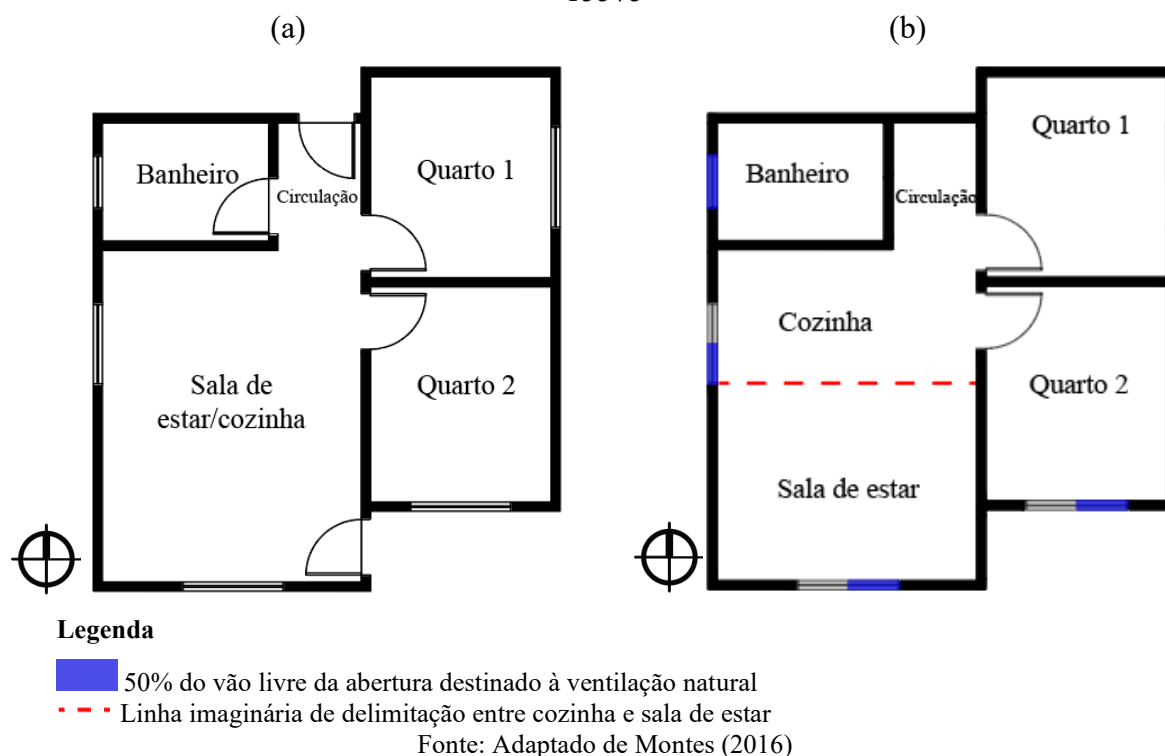 (a)
(b)
Banheiro
Circulação
Quarto 1
Sala de
estar/cozinha
Quarto 2
Banheiro
Circulação
Quarto 1
Cozinha
Quarto 2
Sala de estar
Legenda
50% do vão livre da abertura destinado à ventilação natural
Linha imaginária de delimitação entre cozinha e sala de estar
Fonte: Adaptado de Montes (2016)